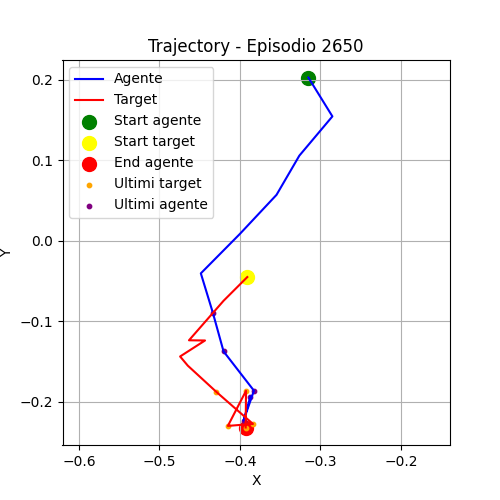 Trajectory - Episodio 2650
Agente
Target
Start agente
Start target
End agente
Ultimi target
Ultimi agente
0.2
0.1
0.0
−0.1
−0.2
Y
−0.6
−0.5
−0.4
−0.3
−0.2
X